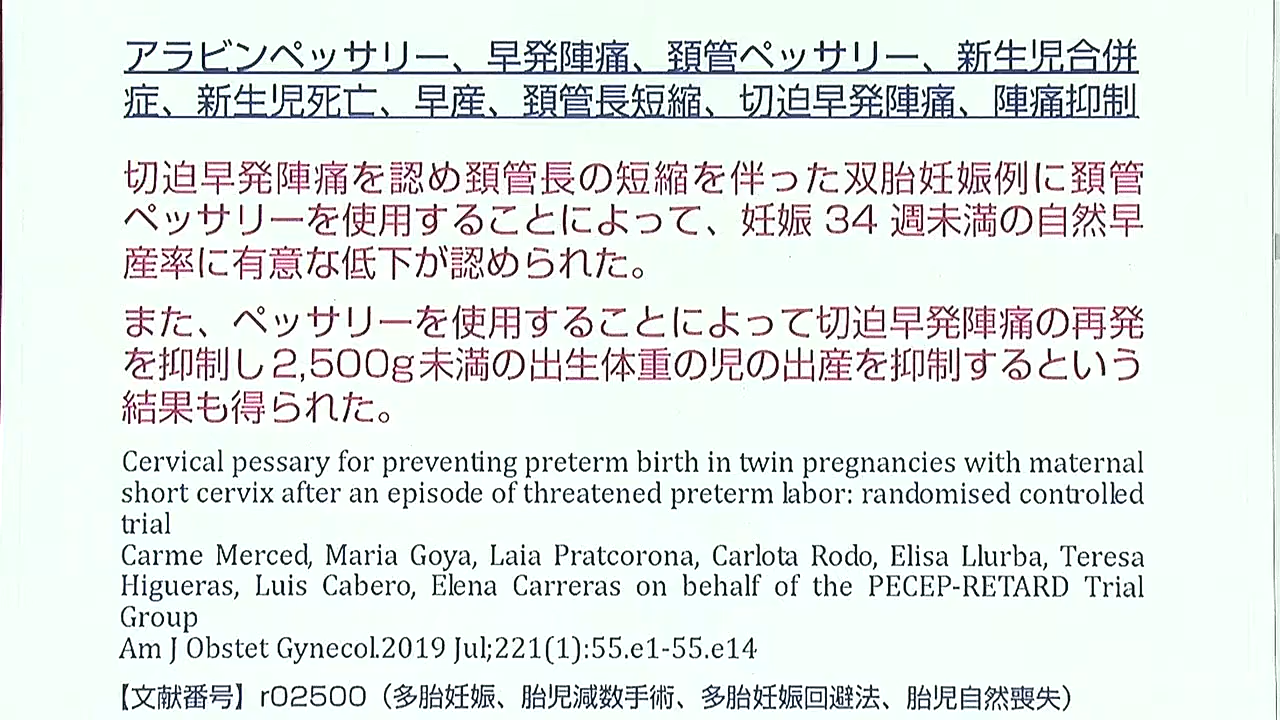 アラビンペッサリー、早発陣痛、頚管ペッサリー、新生児合併
症、新生児死亡、早産、頚管長短縮、切迫早発陣痛、陣痛抑制
切迫早発陣痛を認め頚管長の短縮を伴った双胎妊娠例に頚管
ペッサリーを使用することによって、妊娠 34 週未満の自然早
産率に有意な低下が認められた。
また、ペッサリーを使用することによって切迫早発陣痛の再発
を抑制し2,500g未満の出生体重の児の出産を抑制するという
結果も得られた。
Cervical pessary for preventing preterm birth in twin pregnancies with maternal
short cervix after an episode of threatened preterm labor: randomised controlled
trial
Carme Merced, Maria Goya, Laia Pratcorona, Carlota Rodo, Elisa Llurba, Teresa
Higueras, Luis Cabero, Elena Carreras on behalf of the PECEP-RETARD Trial
Group
Am J Obstet Gynecol.2019 Jul;221(1):55.e1-55.e14
【文献番号】r02500（多胎妊娠、胎児減数手術、多胎妊娠回避法、胎児自然喪失）